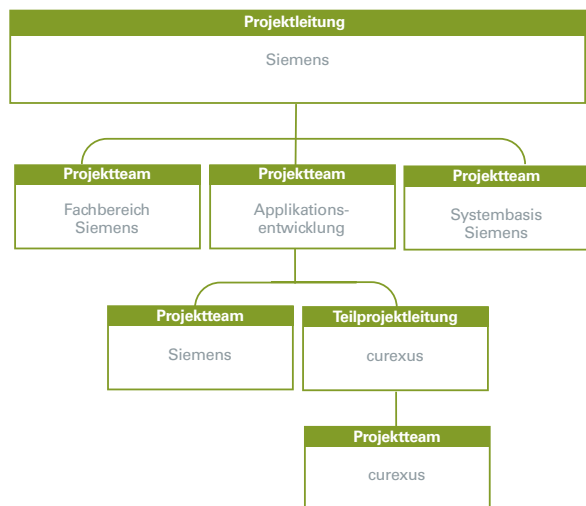 Projektleitung
Siemens
Projektteam
Fachbereich
Siemens
Projektteam
Applikations-
entwicklung
Projektteam
Systembasis
Siemens
Projektteam
Siemens
Teilprojektleitung
curexus
Projektteam
curexus